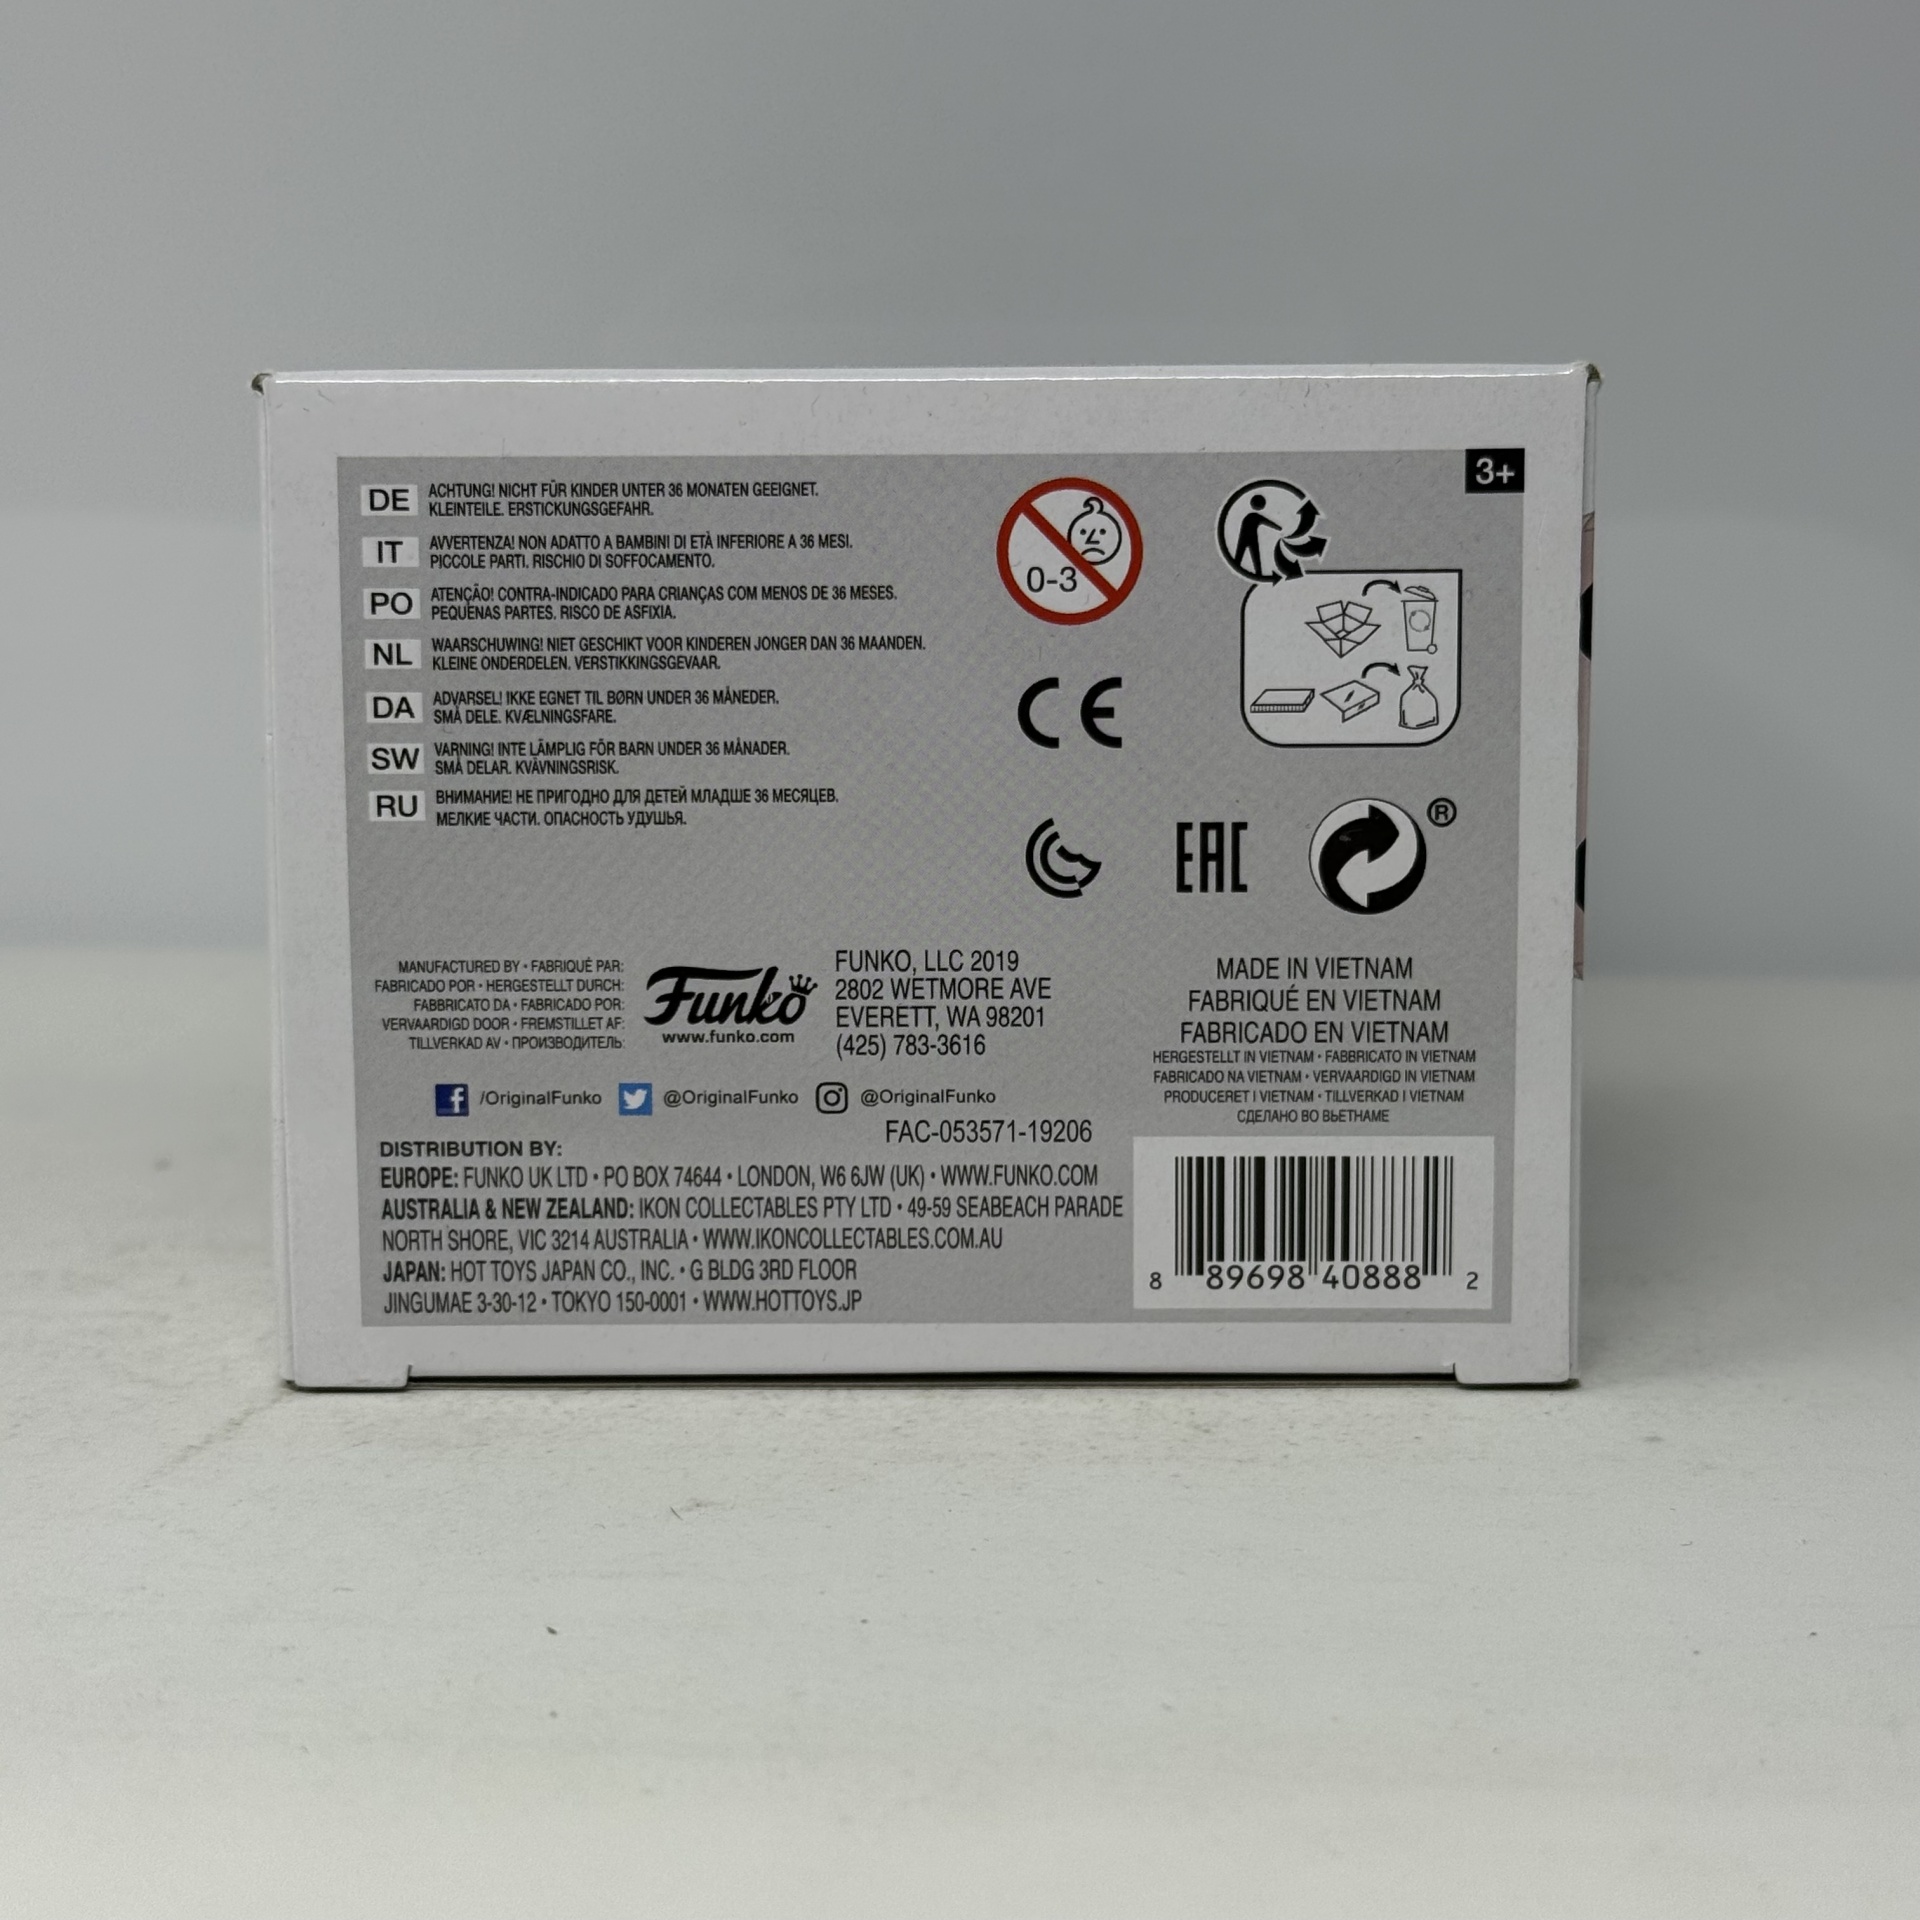 3+
DE ACHTUNG! NICHT FÜR KINDER UNTER 36 MONATEN GEEIGNET.
KLEINTEILE. ERSTICKUNGSGEFAHR.
IT AVVERTENZA! NON ADATTO A BAMBINI DI ETÀ INFERIORE A 36 MESI.
PICCOLE PARTI. RISCHIO DI SOFFOCAMENTO.
PO ATENÇÃO! CONTRA-INDICADO PARA CRIANÇAS COM MENOS DE 36 MESES.
PEQUENAS PARTES. RISCO DE ASFIXIA.
NL WAARSCHUWING! NIET GESCHIKT VOOR KINDEREN JONGER DAN 36 MAANDEN.
KLEINE ONDERDELEN. VERSTIKKINGSGEVAAR.
DA ADVARSEL! IKKE EGNET TIL BØRN UNDER 36 MÅNEDER.
SMÅ DELE. KVÆLNINGSFARE.
SW VARNING! INTE LÄMPLIG FÖR BARN UNDER 36 MÅNADER.
SMÅ DELAR. KVÄVNINGSRISK.
RU ВНИМАНИЕ! НЕ ПРИГОДНО ДЛЯ ДЕТЕЙ МЛАДШЕ 36 МЕСЯЦЕВ.
МЕЛКИЕ ЧАСТИ. ОПАСНОСТЬ УДУШЬЯ.
0-3
CE
EAC
®
MANUFACTURED BY • FABRIQUÉ PAR:
FABRICADO POR • HERGESTELLT DURCH:
FABBRICATO DA • FABRICADO POR:
VERVAARDIGD DOOR • FREMSTILLET AF:
TILLVERKAD AV • ПРОИЗВОДИТЕЛЬ:
Funko
www.funko.com
FUNKO, LLC 2019
2802 WETMORE AVE
EVERETT, WA 98201
(425) 783-3616
MADE IN VIETNAM
FABRIQUÉ EN VIETNAM
FABRICADO EN VIETNAM
HERGESTELLT IN VIETNAM • FABBRICATO IN VIETNAM
FABRICADO NA VIETNAM • VERVAARDIGD IN VIETNAM
PRODUCERET I VIETNAM • TILLVERKAD I VIETNAM
СДЕЛАНО ВО ВЬЕТНАМЕ
f /OriginalFunko @OriginalFunko @OriginalFunko
FAC-053571-19206
DISTRIBUTION BY:
EUROPE: FUNKO UK LTD • PO BOX 74644 • LONDON, W6 6JW (UK) • WWW.FUNKO.COM
AUSTRALIA & NEW ZEALAND: IKON COLLECTABLES PTY LTD • 49-59 SEABEACH PARADE
NORTH SHORE, VIC 3214 AUSTRALIA • WWW.IKONCOLLECTABLES.COM.AU
JAPAN: HOT TOYS JAPAN CO., INC. • G BLDG 3RD FLOOR
JINGUMAE 3-30-12 • TOKYO 150-0001 • WWW.HOTTOYS.JP
8 89698 40888 2